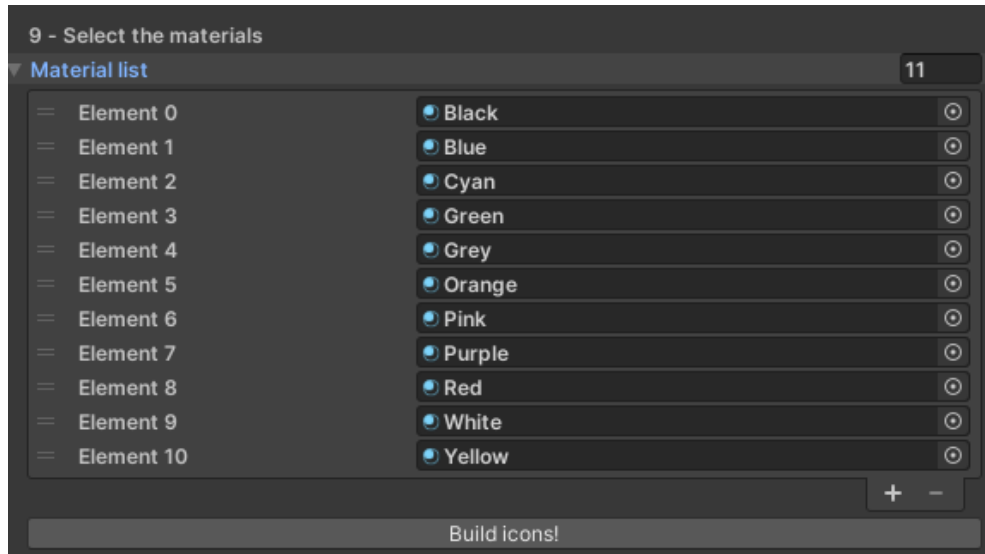 9 - Select the materials
Material list 11
Element 0 Black
Element 1 Blue
Element 2 Cyan
Element 3 Green
Element 4 Grey
Element 5 Orange
Element 6 Pink
Element 7 Purple
Element 8 Red
Element 9 White
Element 10 Yellow
+ −
Build icons!